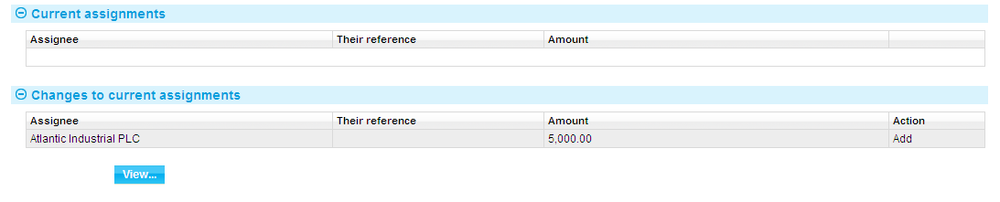 Current assignments
Assignee Their reference Amount
Changes to current assignments
Assignee Their reference Amount Action
Atlantic Industrial PLC 5,000.00 Add
View...